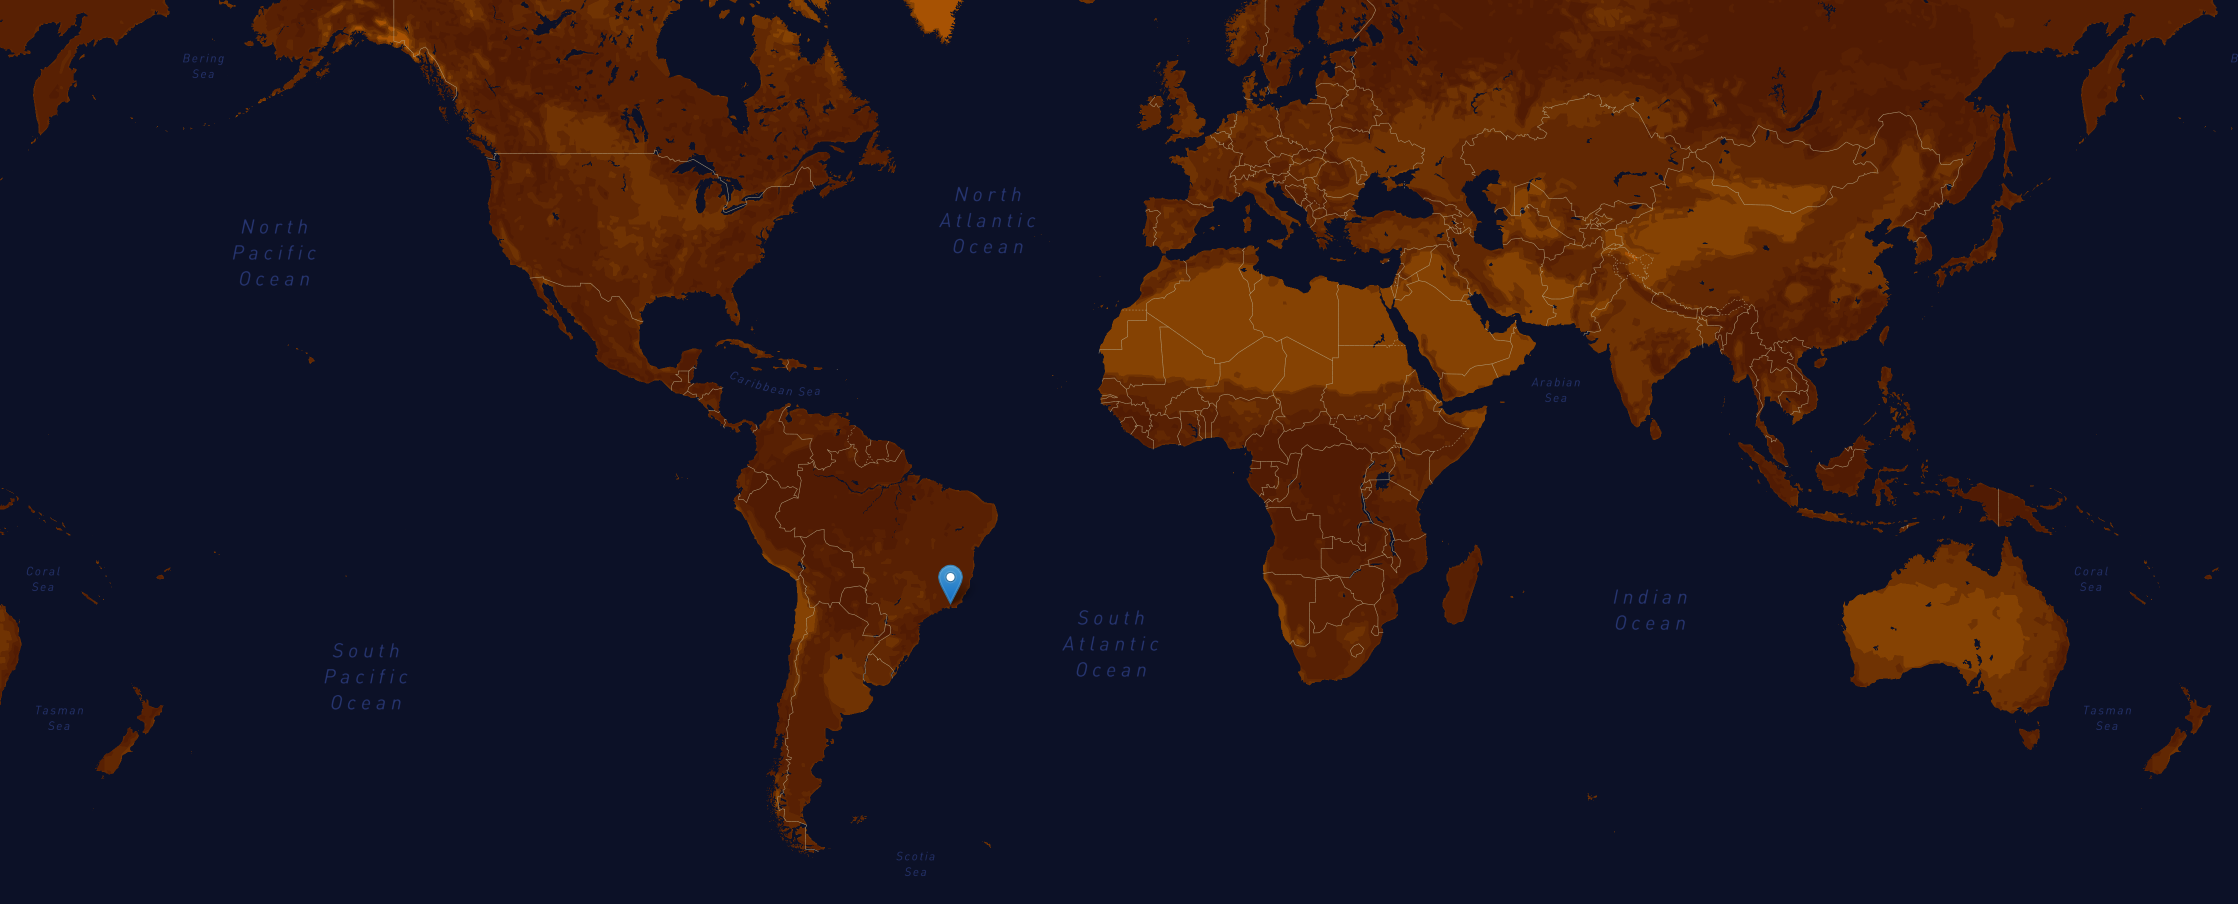 Bering
Sea
B
North
Pacific
Ocean
North
Atlantic
Ocean
Caribbean Sea
Arabian
Sea
Coral
Sea
South
Pacific
Ocean
South
Atlantic
Ocean
Indian
Ocean
Coral
Sea
Tasman
Sea
Tasman
Sea
Scotia
Sea